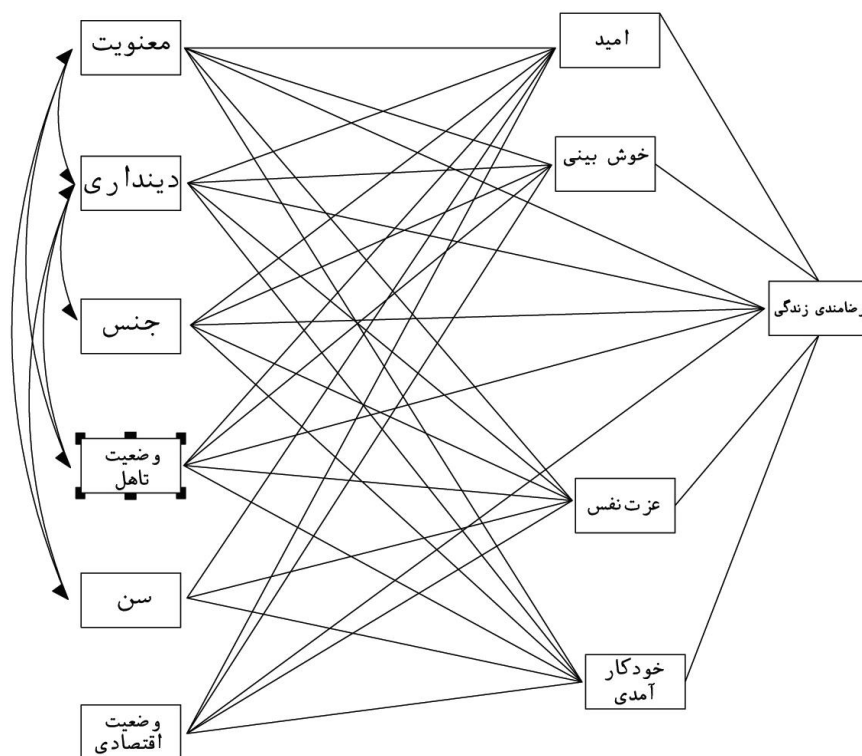 معنویت
دینداری
جنس
وضعیت
تاهل
سن
وضعیت
اقتصادی
امید
خوش بینی
عزت نفس
خودکار
آمدی
رضامندی زندگی